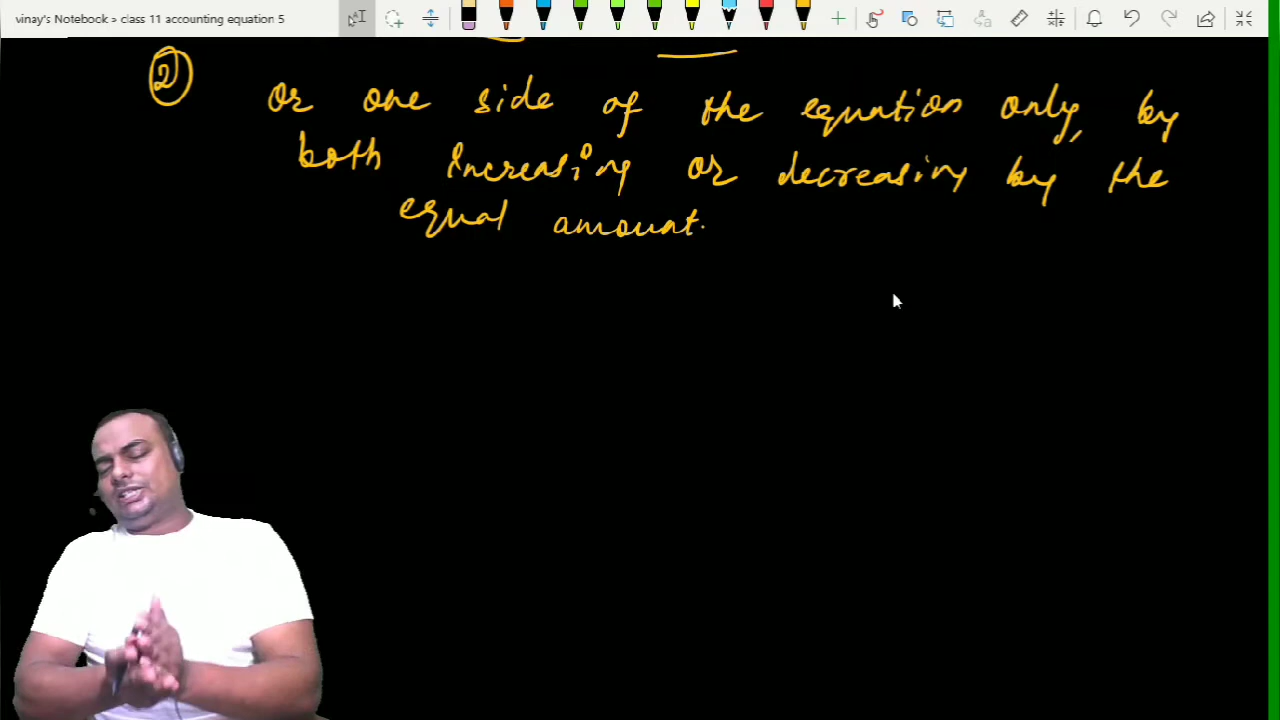 vinay's Notebook > class 11 accounting equation 5
2
Or one side of the equation only, by
both increasing or decreasing by the
equal amount.